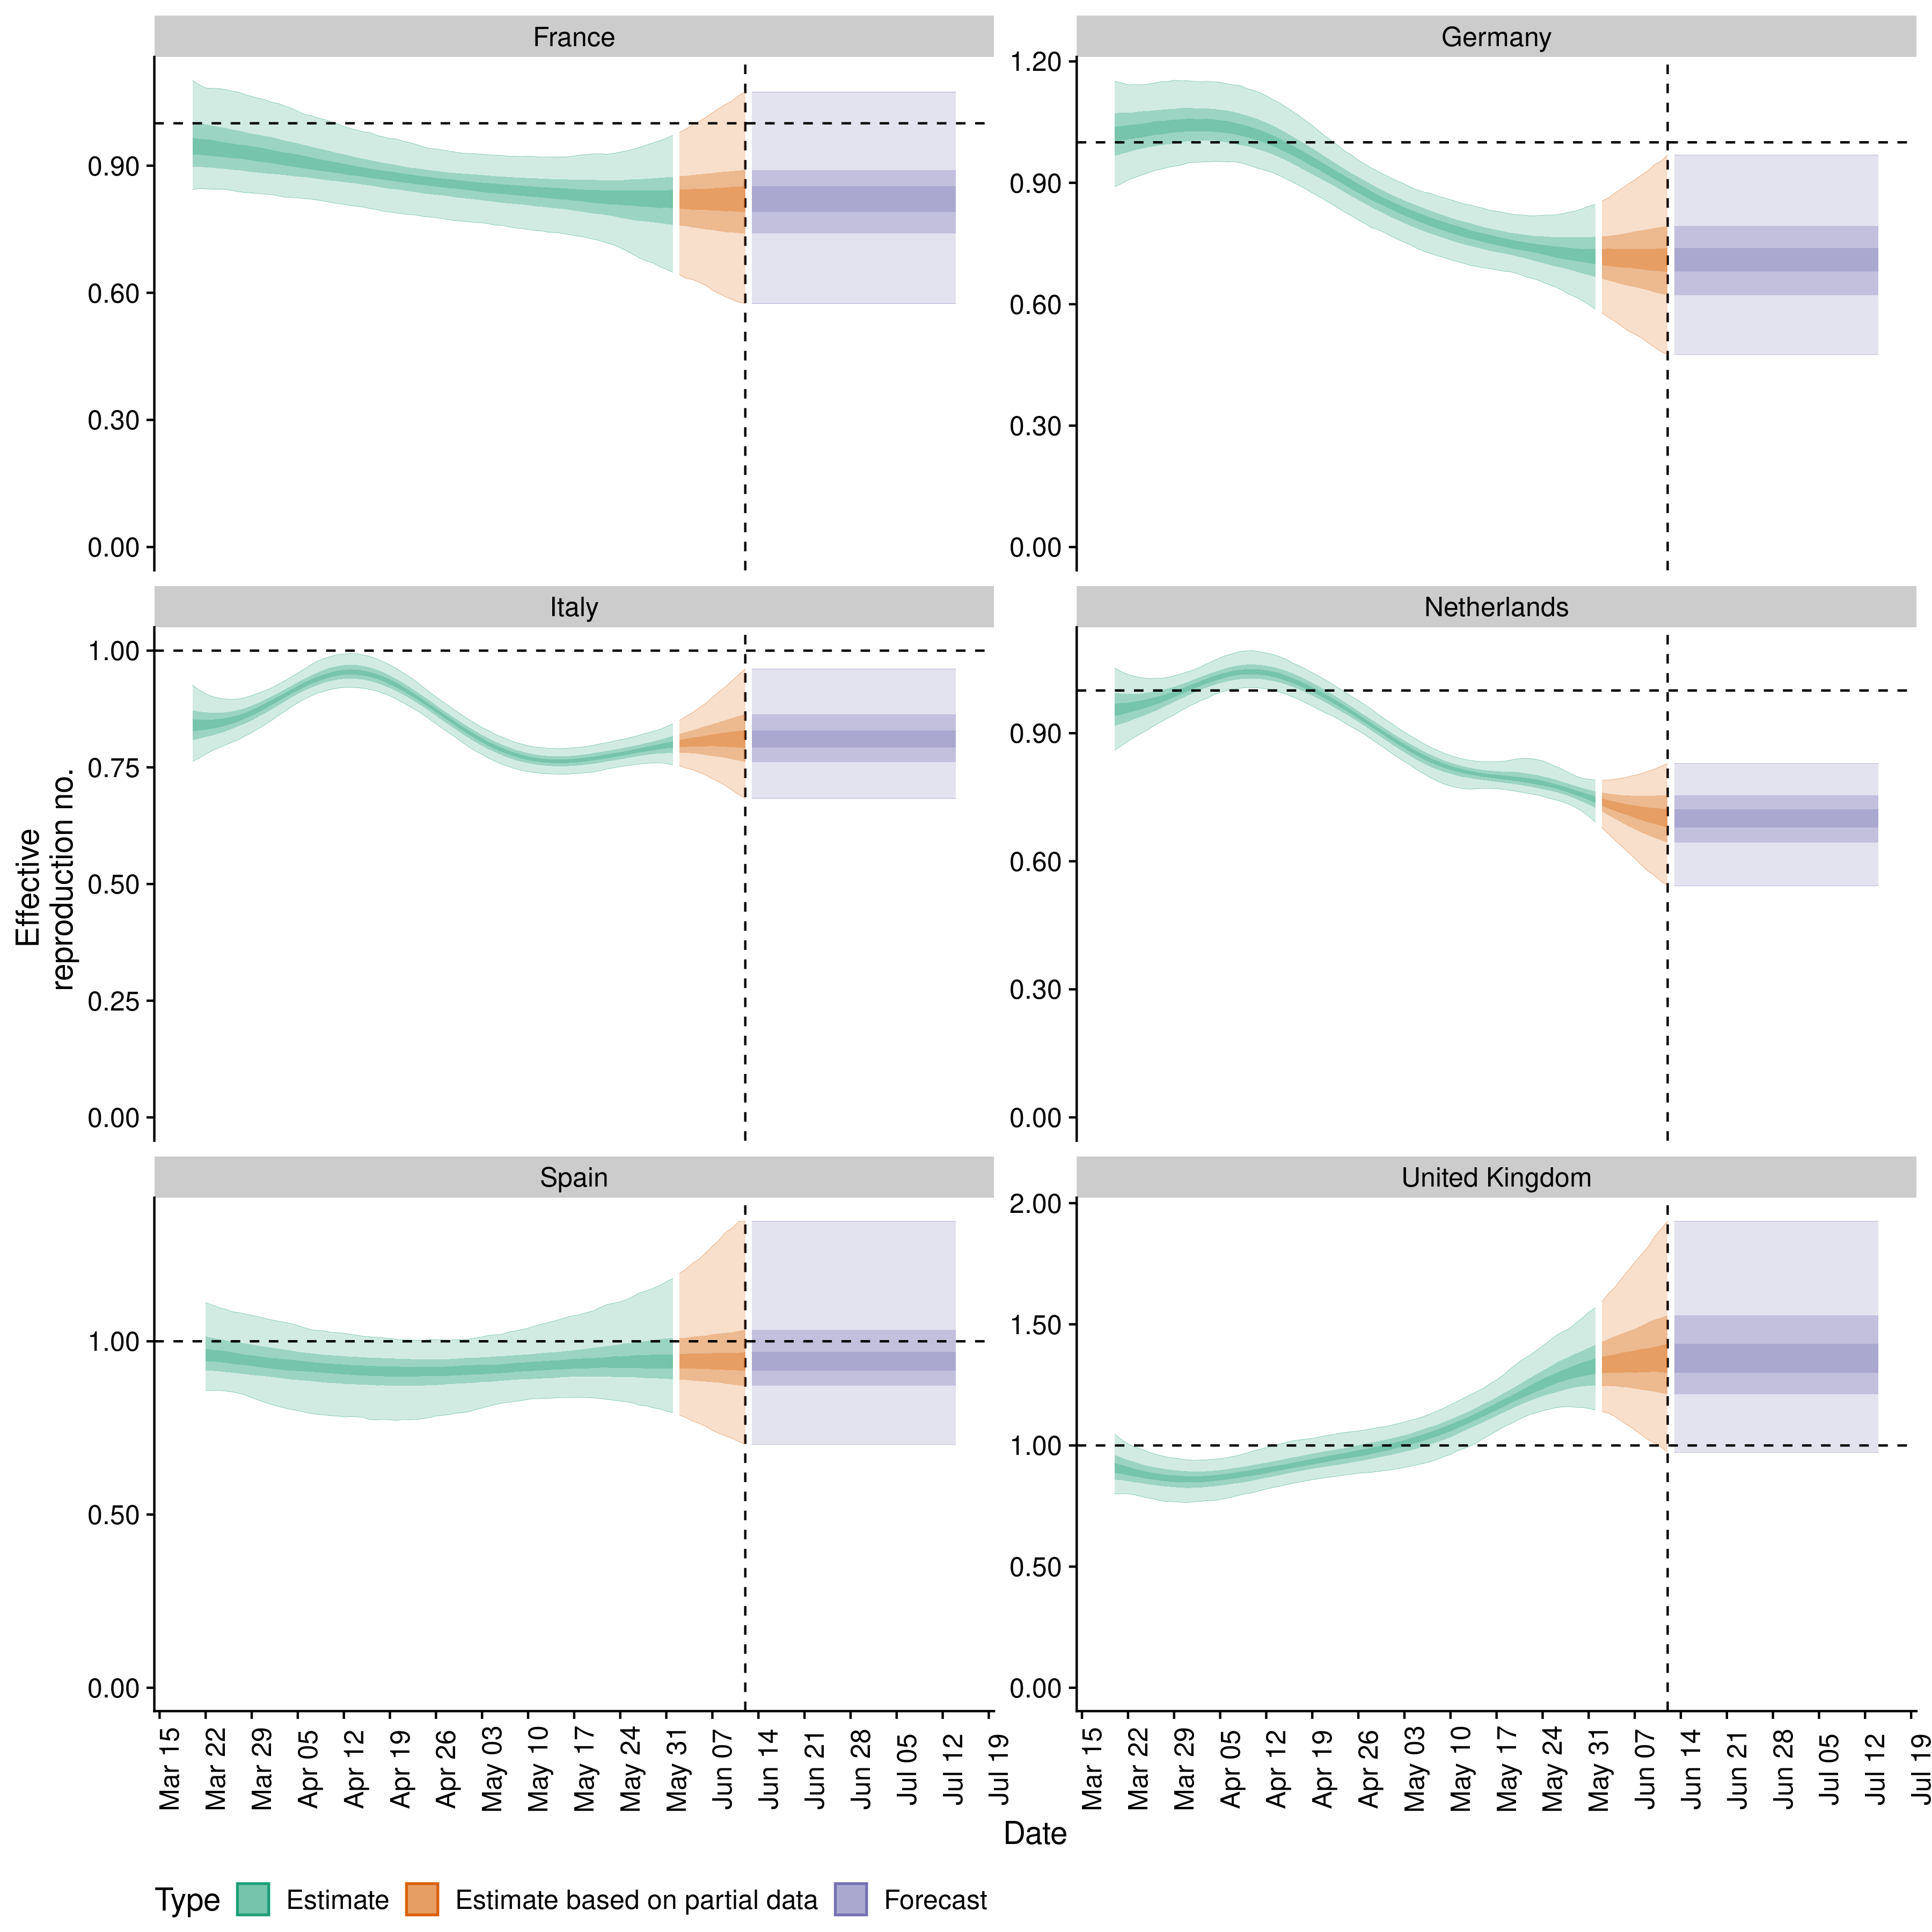 France
Germany
0.90
0.60
0.30
0.00
1.20
0.90
0.60
0.30
0.00
Italy
Netherlands
1.00
0.75
0.50
0.25
0.00
0.90
0.60
0.30
0.00
Effective
reproduction no.
Spain
United Kingdom
1.00
0.50
0.00
2.00
1.50
1.00
0.50
0.00
Mar 15
Mar 22
Mar 29
Apr 05
Apr 12
Apr 19
Apr 26
May 03
May 10
May 17
May 24
May 31
Jun 07
Jun 14
Jun 21
Jun 28
Jul 05
Jul 12
Jul 19
Mar 15
Mar 22
Mar 29
Apr 05
Apr 12
Apr 19
Apr 26
May 03
May 10
May 17
May 24
May 31
Jun 07
Jun 14
Jun 21
Jun 28
Jul 05
Jul 12
Jul 19
Date
Type Estimate Estimate based on partial data Forecast